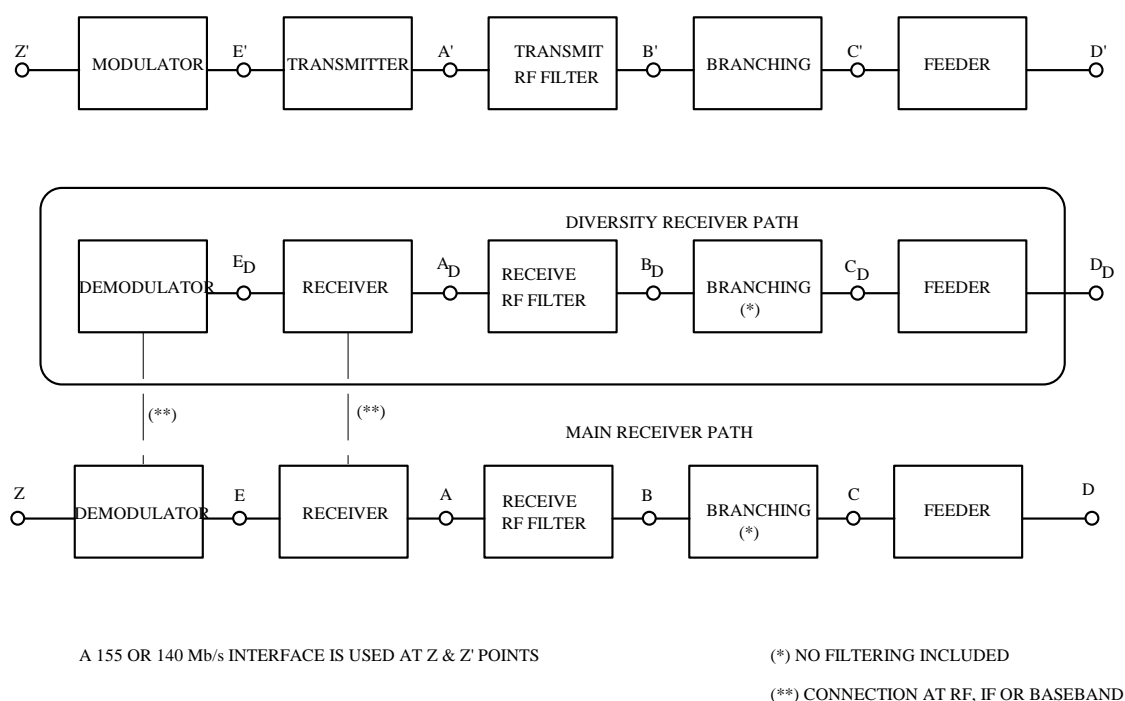 Z' E' A' B' C' D'
MODULATOR TRANSMITTER TRANSMIT RF FILTER BRANCHING FEEDER
DIVERSITY RECEIVER PATH
E_D A_D B_D C_D D_D
DEMODULATOR RECEIVER RECEIVE RF FILTER BRANCHING (*) FEEDER
(**) (**)
MAIN RECEIVER PATH
Z E A B C D
DEMODULATOR RECEIVER RECEIVE RF FILTER BRANCHING (*) FEEDER
A 155 OR 140 Mb/s INTERFACE IS USED AT Z & Z' POINTS
(*) NO FILTERING INCLUDED
(**) CONNECTION AT RF, IF OR BASEBAND